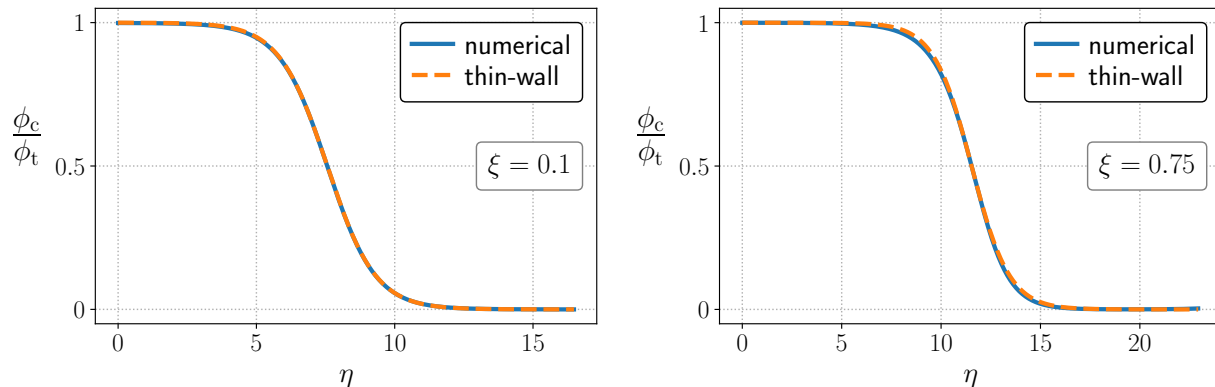 1
0.5
0
φc
φt
numerical
thin-wall
ξ = 0.1
0 5 10 15
η
1
0.5
0
φc
φt
numerical
thin-wall
ξ = 0.75
0 5 10 15 20
η